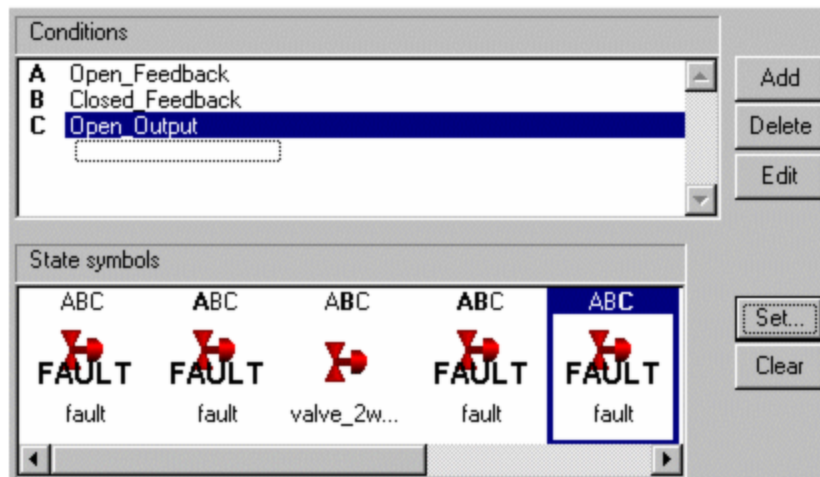 Conditions
A Open_Feedback
B Closed_Feedback
C Open_Output
Add
Delete
Edit
State symbols
ABC ABC ABC ABC ABC
FAULT FAULT FAULT FAULT
fault fault valve_2w... fault fault
Set...
Clear